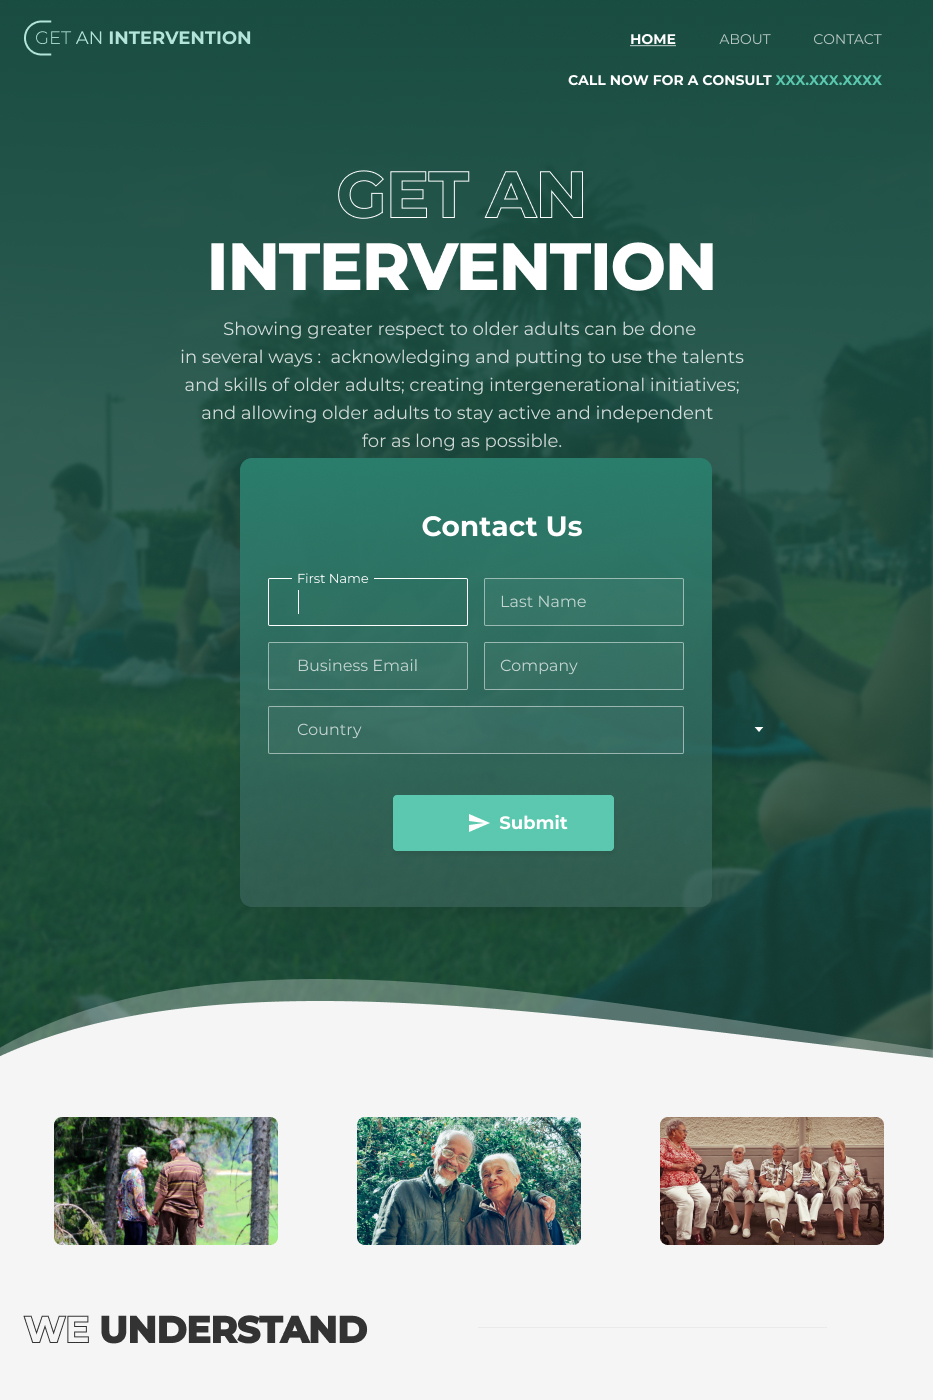 GET AN INTERVENTION
HOME ABOUT CONTACT
CALL NOW FOR A CONSULT XXX.XXX.XXXX
GET AN
INTERVENTION
Showing greater respect to older adults can be done
in several ways :  acknowledging and putting to use the talents
and skills of older adults; creating intergenerational initiatives;
and allowing older adults to stay active and independent
for as long as possible.
Contact Us
First Name
Last Name
Business Email
Company
Country
Submit
WE UNDERSTAND